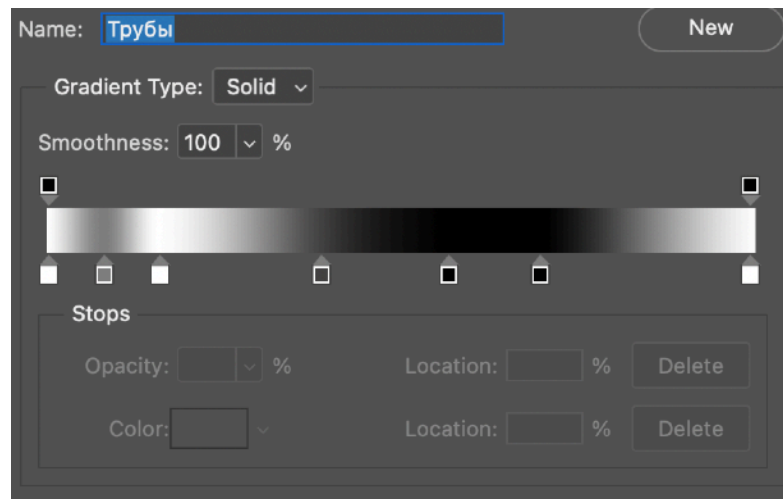 Name: Трубы New
Gradient Type: Solid
Smoothness: 100 %
Stops
Opacity: % Location: % Delete
Color: Location: % Delete